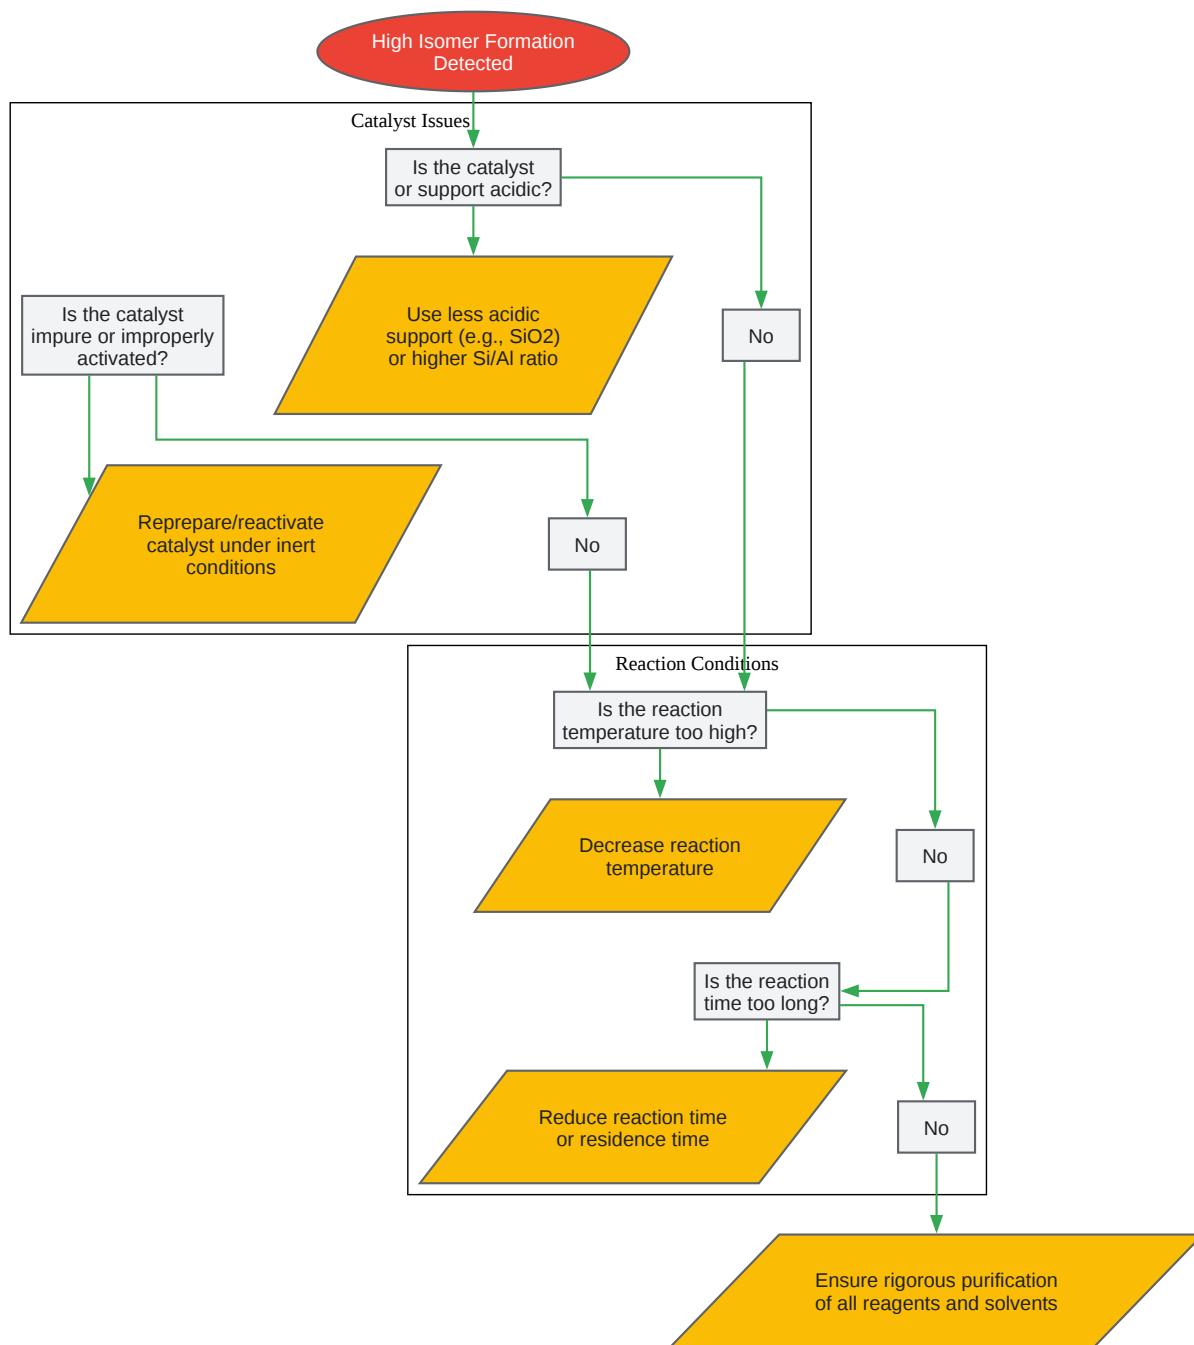 High Isomer Formation
Detected
Catalyst Issues
Is the catalyst
or support acidic?
Is the catalyst
impure or improperly
activated?
Use less acidic
support (e.g., SiO2)
or higher Si/Al ratio
No
Reprepare/reactivate
catalyst under inert
conditions
No
Reaction Conditions
Is the reaction
temperature too high?
Decrease reaction
temperature
No
Is the reaction
time too long?
Reduce reaction time
or residence time
No
Ensure rigorous purification
of all reagents and solvents